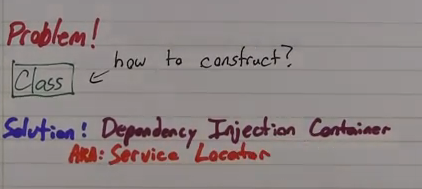 Problem!
how to construct?
Class
Solution! Dependency Injection Container
AKA: Service Locator